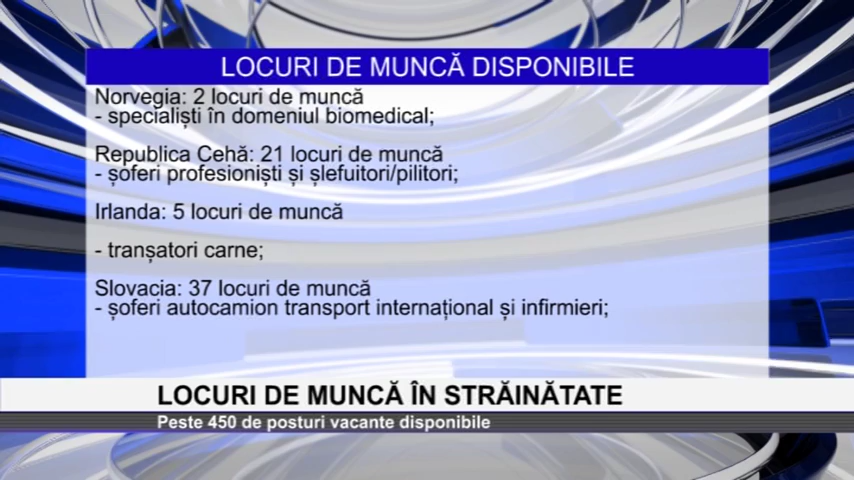 LOCURI DE MUNCĂ DISPONIBILE
Norvegia: 2 locuri de muncă
- specialiști în domeniul biomedical;
Republica Cehă: 21 locuri de muncă
- șoferi profesioniști și șlefuitori/pilitori;
Irlanda: 5 locuri de muncă
- tranșatori carne;
Slovacia: 37 locuri de muncă
- șoferi autocamion transport internațional și infirmieri;
LOCURI DE MUNCĂ ÎN STRĂINĂTATE
Peste 450 de posturi vacante disponibile